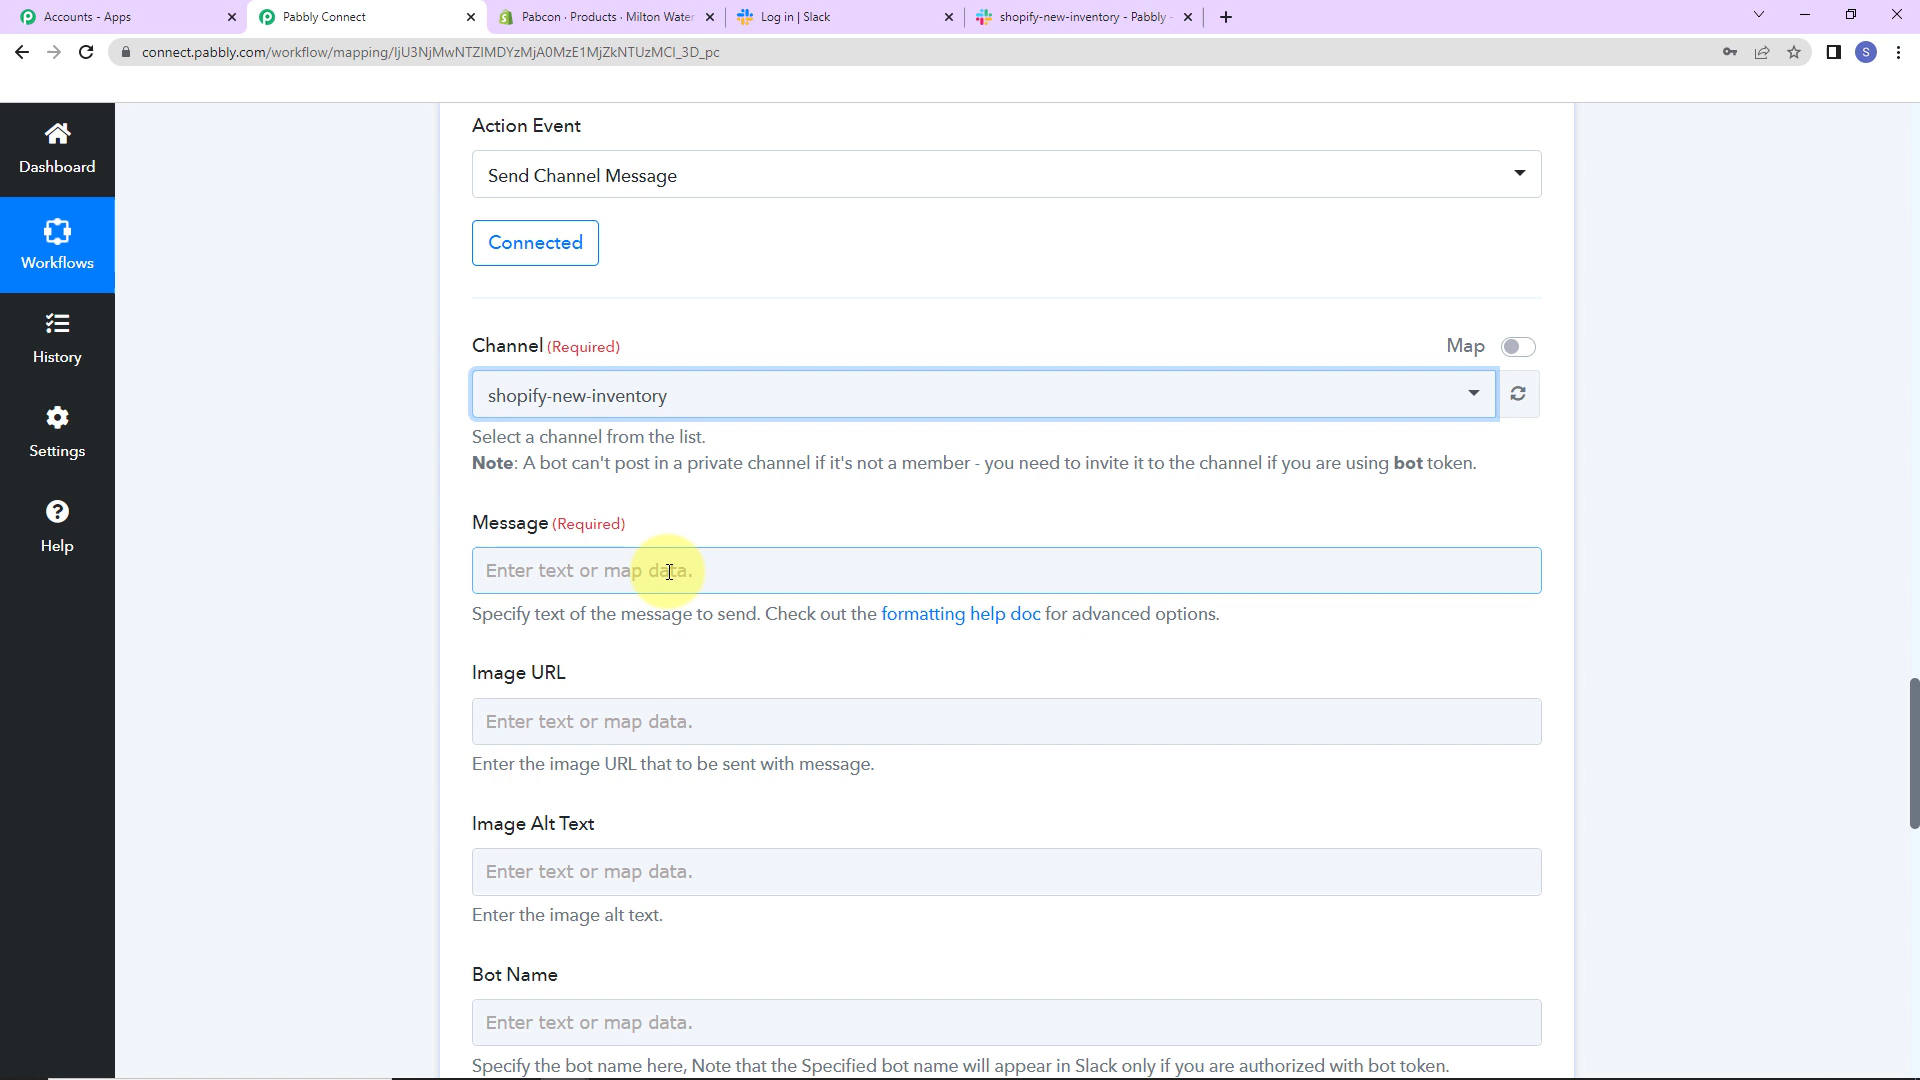 Accounts - Apps
Pabbly Connect
Pabcon · Products · Milton Water
Log in | Slack
shopify-new-inventory - Pabbly -
connect.pabbly.com/workflow/mapping/IjU3NjMwNTZlMDYzMjA0MzE1MjZkNTUzMCI_3D_pc
S
Dashboard
Workflows
History
Settings
Help
Action Event
Send Channel Message
Connected
Channel (Required)
Map
shopify-new-inventory
Select a channel from the list.
Note: A bot can't post in a private channel if it's not a member - you need to invite it to the channel if you are using bot token.
Message (Required)
Enter text or map data.
Specify text of the message to send. Check out the formatting help doc for advanced options.
Image URL
Enter text or map data.
Enter the image URL that to be sent with message.
Image Alt Text
Enter text or map data.
Enter the image alt text.
Bot Name
Enter text or map data.
Specify the bot name here, Note that the Specified bot name will appear in Slack only if you are authorized with bot token.